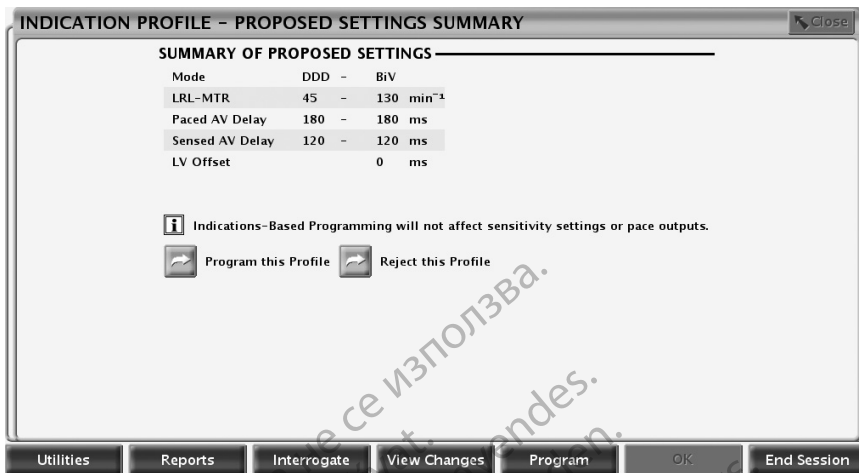 INDICATION PROFILE – PROPOSED SETTINGS SUMMARY
Close
SUMMARY OF PROPOSED SETTINGS
Mode DDD – BiV
LRL–MTR 45 – 130 min⁻¹
Paced AV Delay 180 – 180 ms
Sensed AV Delay 120 – 120 ms
LV Offset 0 ms
i Indications–Based Programming will not affect sensitivity settings or pace outputs.
Program this Profile Reject this Profile
се използва.
Utilities Reports Interrogate View Changes Program OK End Session